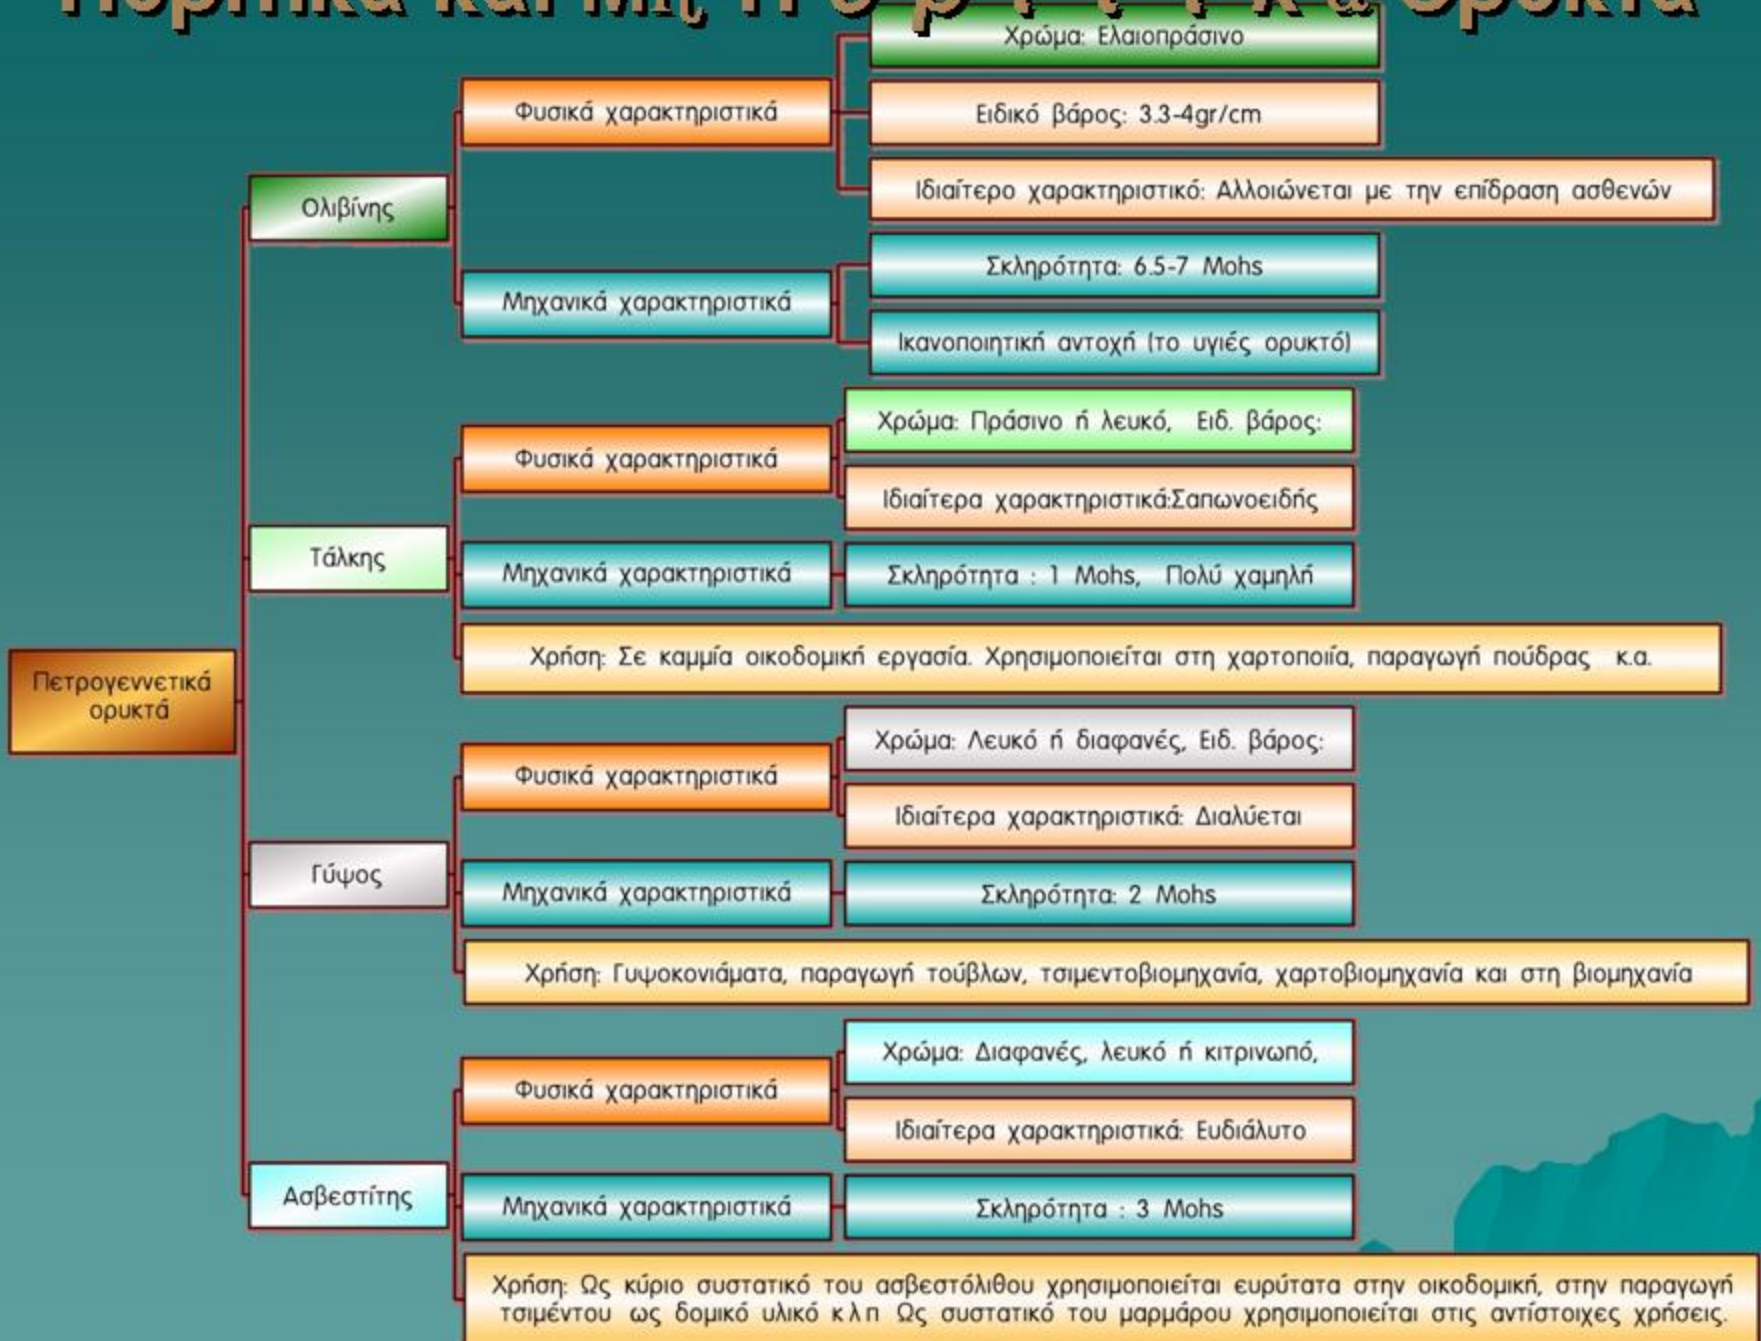 και Μη
Χρώμα: Ελαιοπράσινο
Φυσικά χαρακτηριστικά
Ειδικό βάρος: 3.3-4gr/cm
Ιδιαίτερο χαρακτηριστικό: Αλλοιώνεται με την επίδραση ασθενών
Ολιβίνης
Σκληρότητα: 6.5-7 Mohs
Μηχανικά χαρακτηριστικά
Ικανοποιητική αντοχή (το υγιές ορυκτό)
Χρώμα: Πράσινο ή λευκό, Ειδ. βάρος:
Φυσικά χαρακτηριστικά
Ιδιαίτερα χαρακτηριστικά:Σαπωνοειδής
Τάλκης
Μηχανικά χαρακτηριστικά
Σκληρότητα : 1 Mohs, Πολύ χαμηλή
Χρήση: Σε καμμία οικοδομική εργασία. Χρησιμοποιείται στη χαρτοποιία, παραγωγή πούδρας κ.α.
Πετρογεννετικά
ορυκτά
Χρώμα: Λευκό ή διαφανές, Ειδ. βάρος:
Φυσικά χαρακτηριστικά
Ιδιαίτερα χαρακτηριστικά: Διαλύεται
Γύψος
Μηχανικά χαρακτηριστικά
Σκληρότητα: 2 Mohs
Χρήση: Γυψοκονιάματα, παραγωγή τούβλων, τσιμεντοβιομηχανία, χαρτοβιομηχανία και στη βιομηχανία
Χρώμα: Διαφανές, λευκό ή κιτρινωπό,
Φυσικά χαρακτηριστικά
Ιδιαίτερα χαρακτηριστικά: Ευδιάλυτο
Ασβεστίτης
Μηχανικά χαρακτηριστικά
Σκληρότητα : 3 Mohs
Χρήση: Ως κύριο συστατικό του ασβεστόλιθου χρησιμοποιείται ευρύτατα στην οικοδομική, στην παραγωγή
τσιμέντου ως δομικό υλικό κλπ Ως συστατικό του μαρμάρου χρησιμοποιείται στις αντίστοιχες χρήσεις.